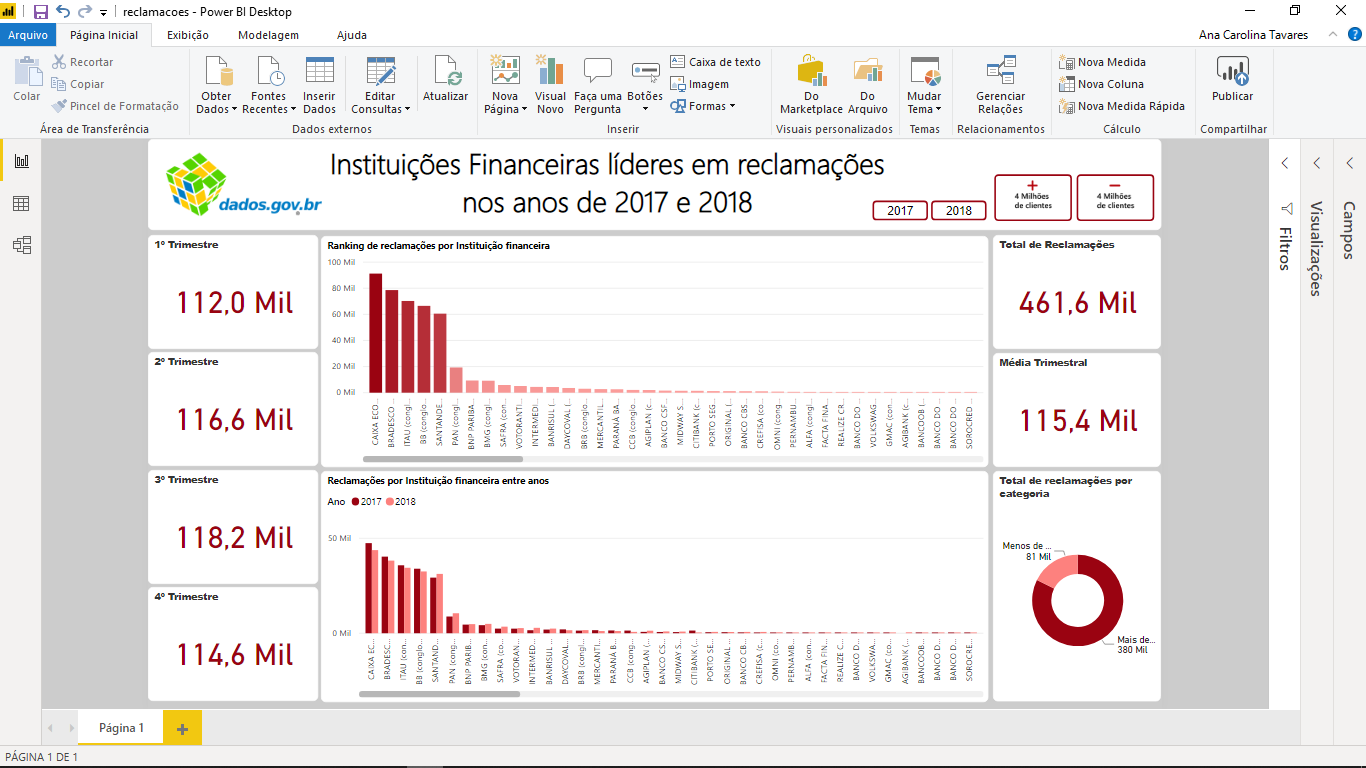 reclamacoes - Power BI Desktop
Arquivo Página Inicial Exibição Modelagem Ajuda Ana Carolina Tavares ?
Colar
Recortar
Copiar
Pincel de Formatação
Obter Dados
Fontes Recentes
Inserir Dados
Editar Consultas
Atualizar
Nova Página
Visual Novo
Faça uma Pergunta
Botões
Caixa de texto
Imagem
Formas
Do Marketplace
Do Arquivo
Mudar Tema
Gerenciar Relações
Nova Medida
Nova Coluna
Nova Medida Rápida
Publicar
Área de Transferência Dados externos Inserir Visuais personalizados Temas Relacionamentos Cálculo Compartilhar
dados.gov.br
Instituições Financeiras líderes em reclamações
nos anos de 2017 e 2018
2017 2018
+
4 Milhões
de clientes
−
4 Milhões
de clientes
1º Trimestre
112,0 Mil
2º Trimestre
116,6 Mil
3º Trimestre
118,2 Mil
4º Trimestre
114,6 Mil
Ranking de reclamações por Instituição financeira
100 Mil
80 Mil
60 Mil
40 Mil
20 Mil
0 Mil
CAIXA ECO...
BRADESCO ...
ITAU (congl...
BB (conglo...
SANTANDE...
PAN (congl...
BNP PARIBA...
BMG (congl...
SAFRA (con...
VOTORANTI...
INTERMEDI...
BANRISUL (...
DAYCOVAL (...
BRB (conglo...
MERCANTIL...
PARANA BA...
CCB (conglo...
AGIPLAN (c...
BANCO CSF...
MIDWAY S...
CITIBANK (c...
PORTO SEG...
ORIGINAL (...
BANCO CBS...
CREFISA (co...
OMNI (cong...
PERNAMBU...
ALFA (congl...
FACTA FINA...
REALIZE CR...
BANCO DO ...
VOLKSWAG...
GMAC (con...
AGIBANK (c...
BANCOOB (...
BANCO DO ...
BANCO DO ...
SOROCRED ...
Reclamações por Instituição financeira entre anos
Ano 2017 2018
50 Mil
0 Mil
CAIXA EC...
BRADESC...
ITAU (con...
BB (conglo...
SANTAND...
PAN (cong...
BNP PARIB...
BMG (con...
SAFRA (co...
VOTORAN...
INTERMED...
BANRISUL ...
DAYCOVAL...
BRB (congl...
MERCANTI...
PARANA B...
CCB (cong...
AGIPLAN (...
BANCO CS...
MIDWAY S...
CITIBANK (...
PORTO SE...
ORIGINAL ...
BANCO CB...
CREFISA (c...
OMNI (co...
PERNAMB...
ALFA (con...
FACTA FIN...
REALIZE C...
BANCO D...
VOLKSWA...
GMAC (co...
AGIBANK (...
BANCOOB...
BANCO D...
BANCO D...
SOROCRE...
Total de Reclamações
461,6 Mil
Média Trimestral
115,4 Mil
Total de reclamações por
categoria
Menos de ...
81 Mil
Mais de...
380 Mil
Filtros
Visualizações
Campos
Página 1 +
PÁGINA 1 DE 1